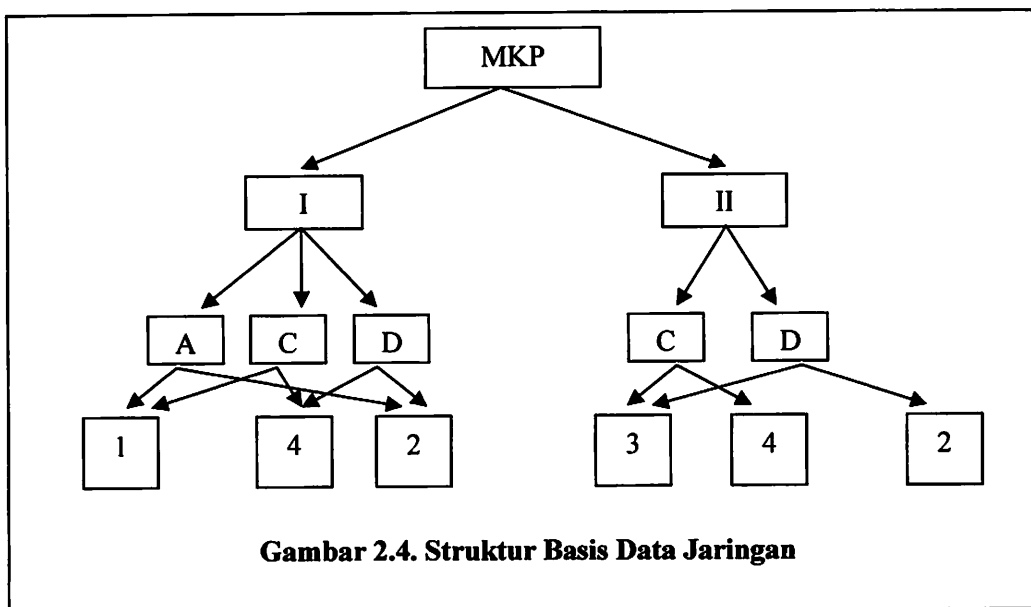 MKP
I II
A C D C D
1 4 2 3 4 2
Gambar 2.4. Struktur Basis Data Jaringan